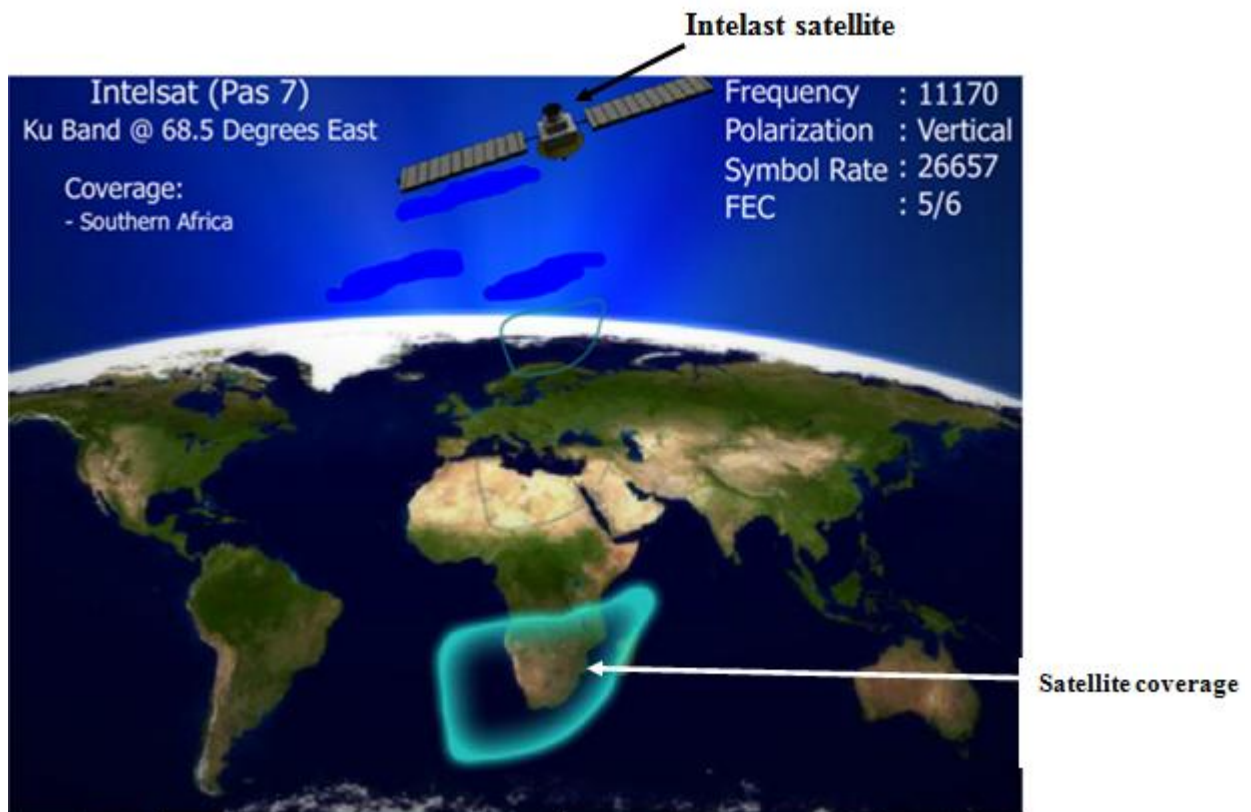 Intelast satellite
Intelsat (Pas 7)
Ku Band @ 68.5 Degrees East
Coverage:
- Southern Africa
Frequency : 11170
Polarization : Vertical
Symbol Rate : 26657
FEC : 5/6
Satellite coverage